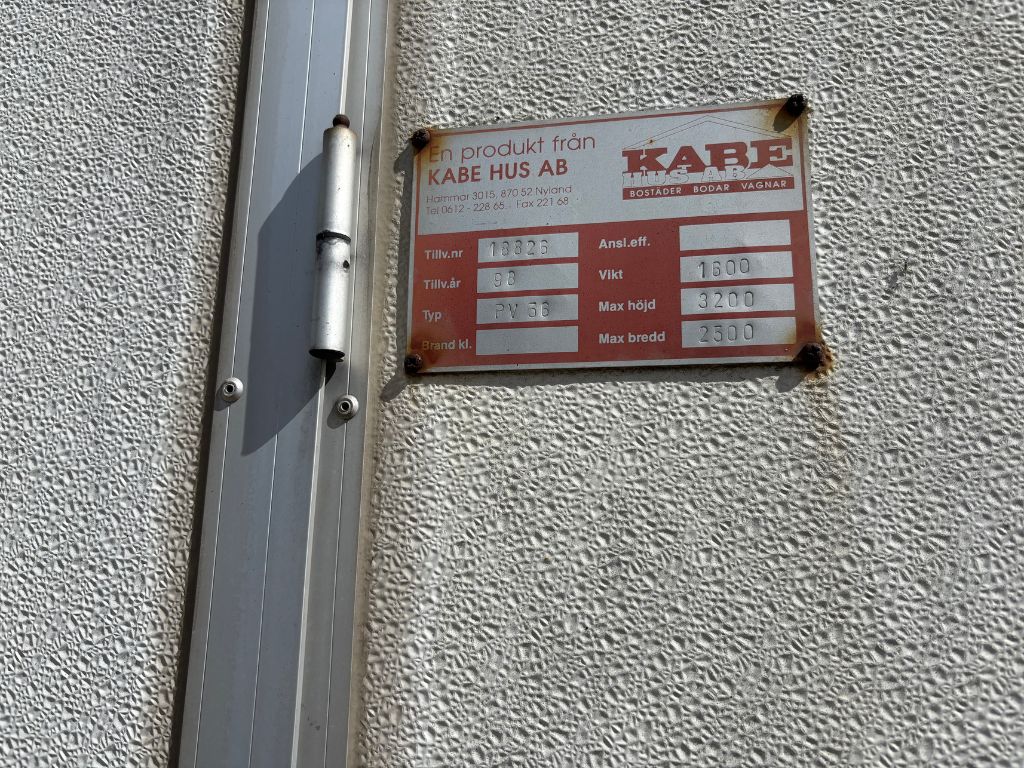 En produkt från
KABE HUS AB
Hammar 3015, 870 52 Nyland
Tel 0612 - 228 65. Fax 221 68
KABE
HUS AB
BOSTÄDER BODAR VAGNAR
Tillv.nr 18826
Tillv.år 98
Typ PV 56
Brand kl.
Ansl.eff.
Vikt 1600
Max höjd 3200
Max bredd 2500